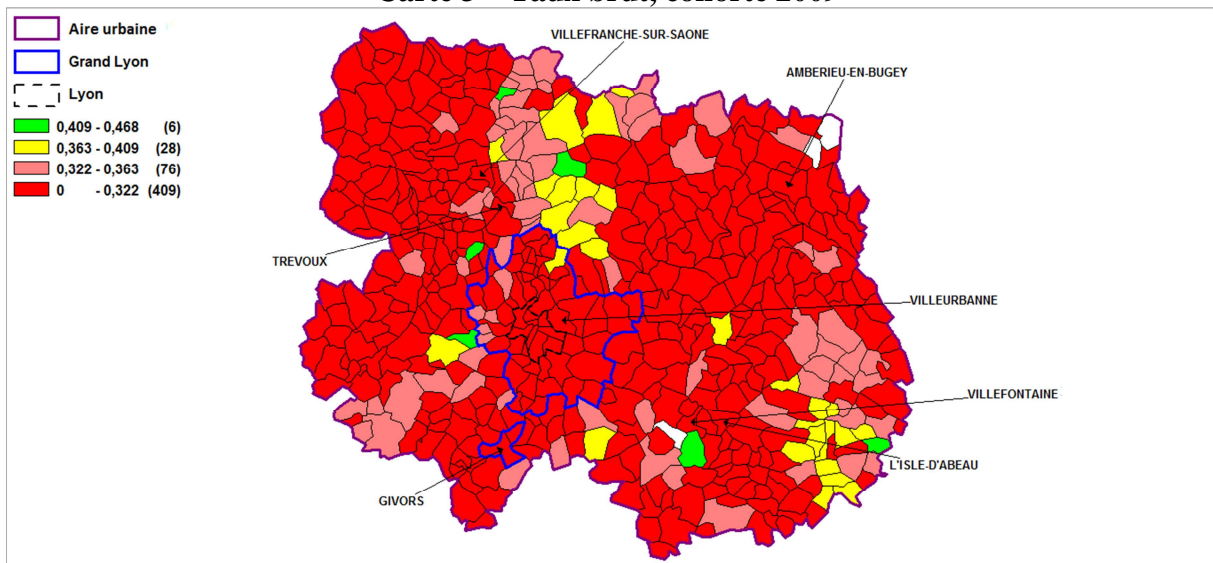 Aire urbaine
Grand Lyon
Lyon
0,409 - 0,468 (6)
0,363 - 0,409 (28)
0,322 - 0,363 (76)
0 - 0,322 (409)
VILLEFRANCHE-SUR-SAONE
AMBERIEU-EN-BUGEY
TREVOUX
VILLEURBANNE
VILLEFONTAINE
L'ISLE-D'ABEAU
GIVORS